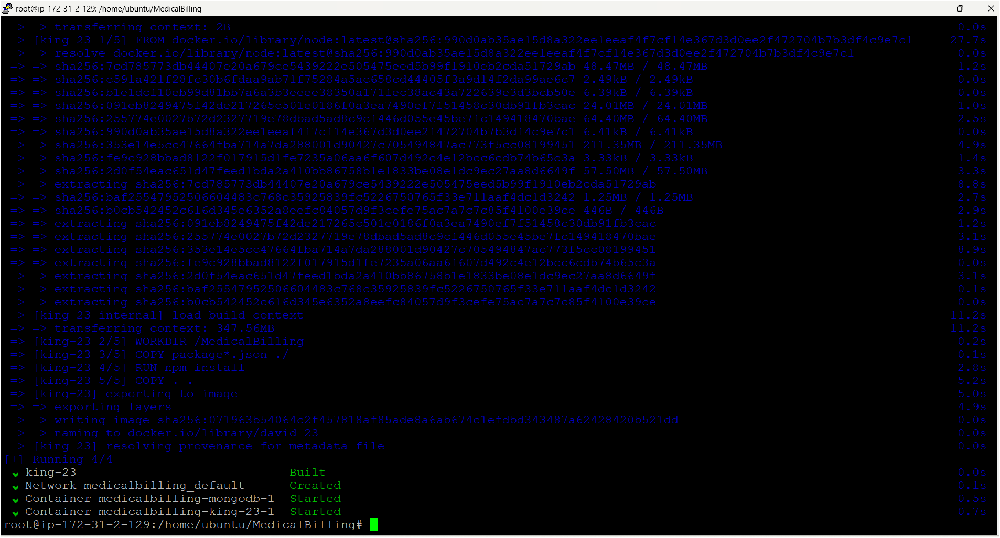 root@ip-172-31-2-129: /home/ubuntu/MedicalBilling
=> => transferring context: 2B 0.0s
=> [king-23 1/5] FROM docker.io/library/node:latest@sha256:990d0ab35ae15d8a322ee1eeaf4f7cf14e367d3d0ee2f472704b7b3df4c9e7c1 27.7s
=> => resolve docker.io/library/node:latest@sha256:990d0ab35ae15d8a322ee1eeaf4f7cf14e367d3d0ee2f472704b7b3df4c9e7c1 0.0s
=> => sha256:7cd785773db44407e20a679ce5439222e505475eed5b99f1910eb2cda51729ab 48.47MB / 48.47MB 1.2s
=> => sha256:c591a421f28fc30b6fdaa9ab71f75284a5ac658cd44405f3a9d14f2da99ae6c7 2.49kB / 2.49kB 0.0s
=> => sha256:b1e1dcf10eb99d81bb7a6a3b3eeee38350a171fec38ac43a722639e3d3bcb50e 6.39kB / 6.39kB 0.0s
=> => sha256:091eb8249475f42de217265c501e0186f0a3ea7490ef7f51458c30db91fb3cac 24.01MB / 24.01MB 1.0s
=> => sha256:255774e0027b72d2327719e78dbad5ad8c9cf446d055e45be7fc149418470bae 64.40MB / 64.40MB 2.5s
=> => sha256:990d0ab35ae15d8a322ee1eeaf4f7cf14e367d3d0ee2f472704b7b3df4c9e7c1 6.41kB / 6.41kB 0.0s
=> => sha256:353e14e5cc47664fba714a7da288001d90427c705494847ac773f5cc08199451 211.35MB / 211.35MB 4.9s
=> => sha256:fe9c928bbad8122f017915d1fe7235a06aa6f607d492c4e12bcc6cdb74b65c3a 3.33kB / 3.33kB 1.4s
=> => sha256:2d0f54eac651d47feed1bda2a410bb86758b1e1833be08e1dc9ec27aa8d6649f 57.50MB / 57.50MB 3.3s
=> => extracting sha256:7cd785773db44407e20a679ce5439222e505475eed5b99f1910eb2cda51729ab 8.8s
=> => sha256:baf25547952506604483c768c35925839fc5226750765f33e711aaf4dc1d3242 1.25MB / 1.25MB 2.7s
=> => sha256:b0cb542452c616d345e6352a8eefc84057d9f3cefe75ac7a7c7c85f4100e39ce 446B / 446B 2.9s
=> => extracting sha256:091eb8249475f42de217265c501e0186f0a3ea7490ef7f51458c30db91fb3cac 1.2s
=> => extracting sha256:255774e0027b72d2327719e78dbad5ad8c9cf446d055e45be7fc149418470bae 3.1s
=> => extracting sha256:353e14e5cc47664fba714a7da288001d90427c705494847ac773f5cc08199451 8.9s
=> => extracting sha256:fe9c928bbad8122f017915d1fe7235a06aa6f607d492c4e12bcc6cdb74b65c3a 0.0s
=> => extracting sha256:2d0f54eac651d47feed1bda2a410bb86758b1e1833be08e1dc9ec27aa8d6649f 3.1s
=> => extracting sha256:baf25547952506604483c768c35925839fc5226750765f33e711aaf4dc1d3242 0.1s
=> => extracting sha256:b0cb542452c616d345e6352a8eefc84057d9f3cefe75ac7a7c7c85f4100e39ce 0.0s
=> [king-23 internal] load build context 11.2s
=> => transferring context: 347.56MB 11.2s
=> [king-23 2/5] WORKDIR /MedicalBilling 0.2s
=> [king-23 3/5] COPY package*.json ./ 0.1s
=> [king-23 4/5] RUN npm install 2.8s
=> [king-23 5/5] COPY . . 5.2s
=> [king-23] exporting to image 5.0s
=> => exporting layers 4.9s
=> => writing image sha256:071963b54064c2f457818af85ade8a6ab674c1efdbd343487a62428420b521dd 0.0s
=> => naming to docker.io/library/david-23 0.0s
=> [king-23] resolving provenance for metadata file 0.0s
[+] Running 4/4
✔ king-23 Built 0.0s
✔ Network medicalbilling_default Created 0.1s
✔ Container medicalbilling-mongodb-1 Started 0.5s
✔ Container medicalbilling-king-23-1 Started 0.7s
root@ip-172-31-2-129:/home/ubuntu/MedicalBilling#